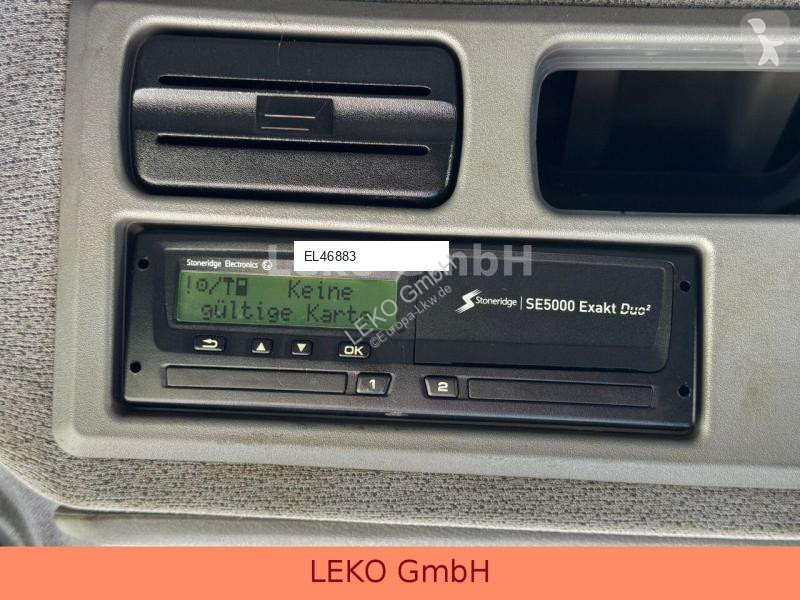 EL46883
Stoneridge Electronics
LEKO GmbH
LEKO GmbH
©Europa-Lkw.de
! /T Keine
gültige Karte
Stoneridge SE5000 Exakt Duo²
OK
1
2
LEKO GmbH